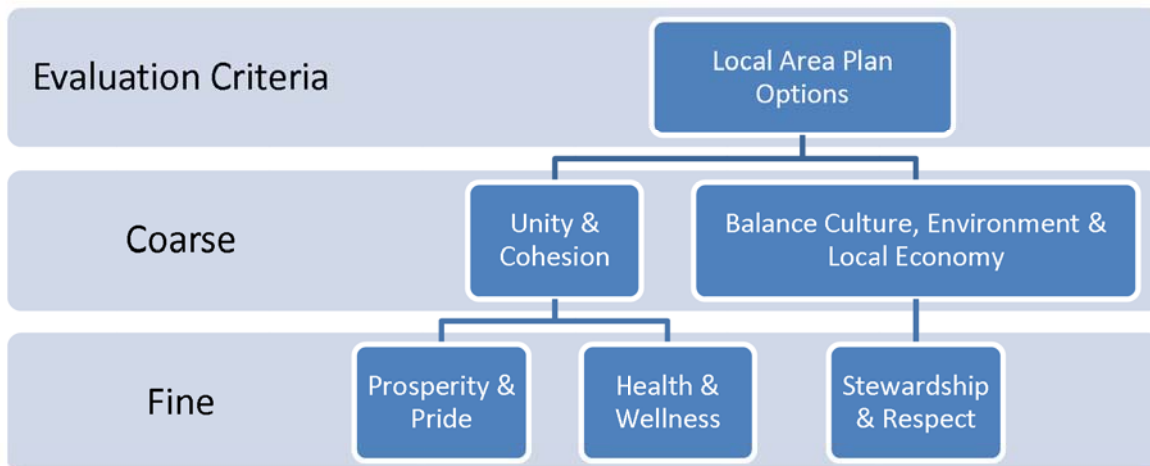 Evaluation Criteria
Local Area Plan
Options
Coarse
Unity &
Cohesion
Balance Culture, Environment &
Local Economy
Fine
Prosperity &
Pride
Health &
Wellness
Stewardship
& Respect